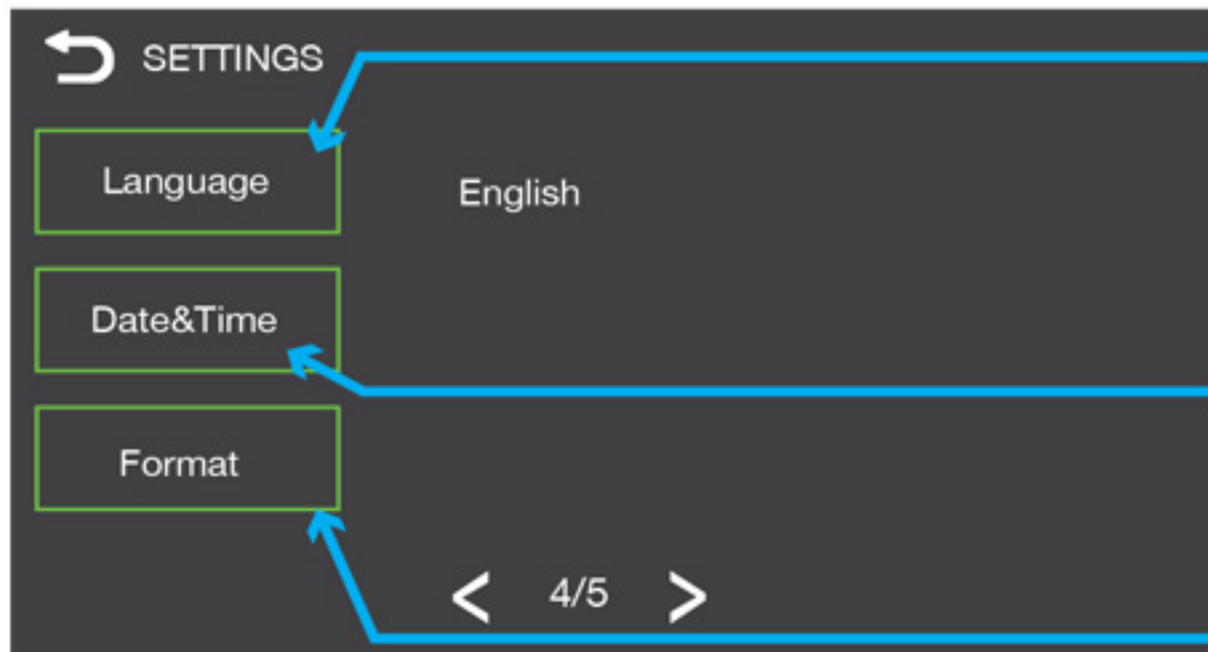 SETTINGS
Language English
Date&Time
Format
< 4/5 >